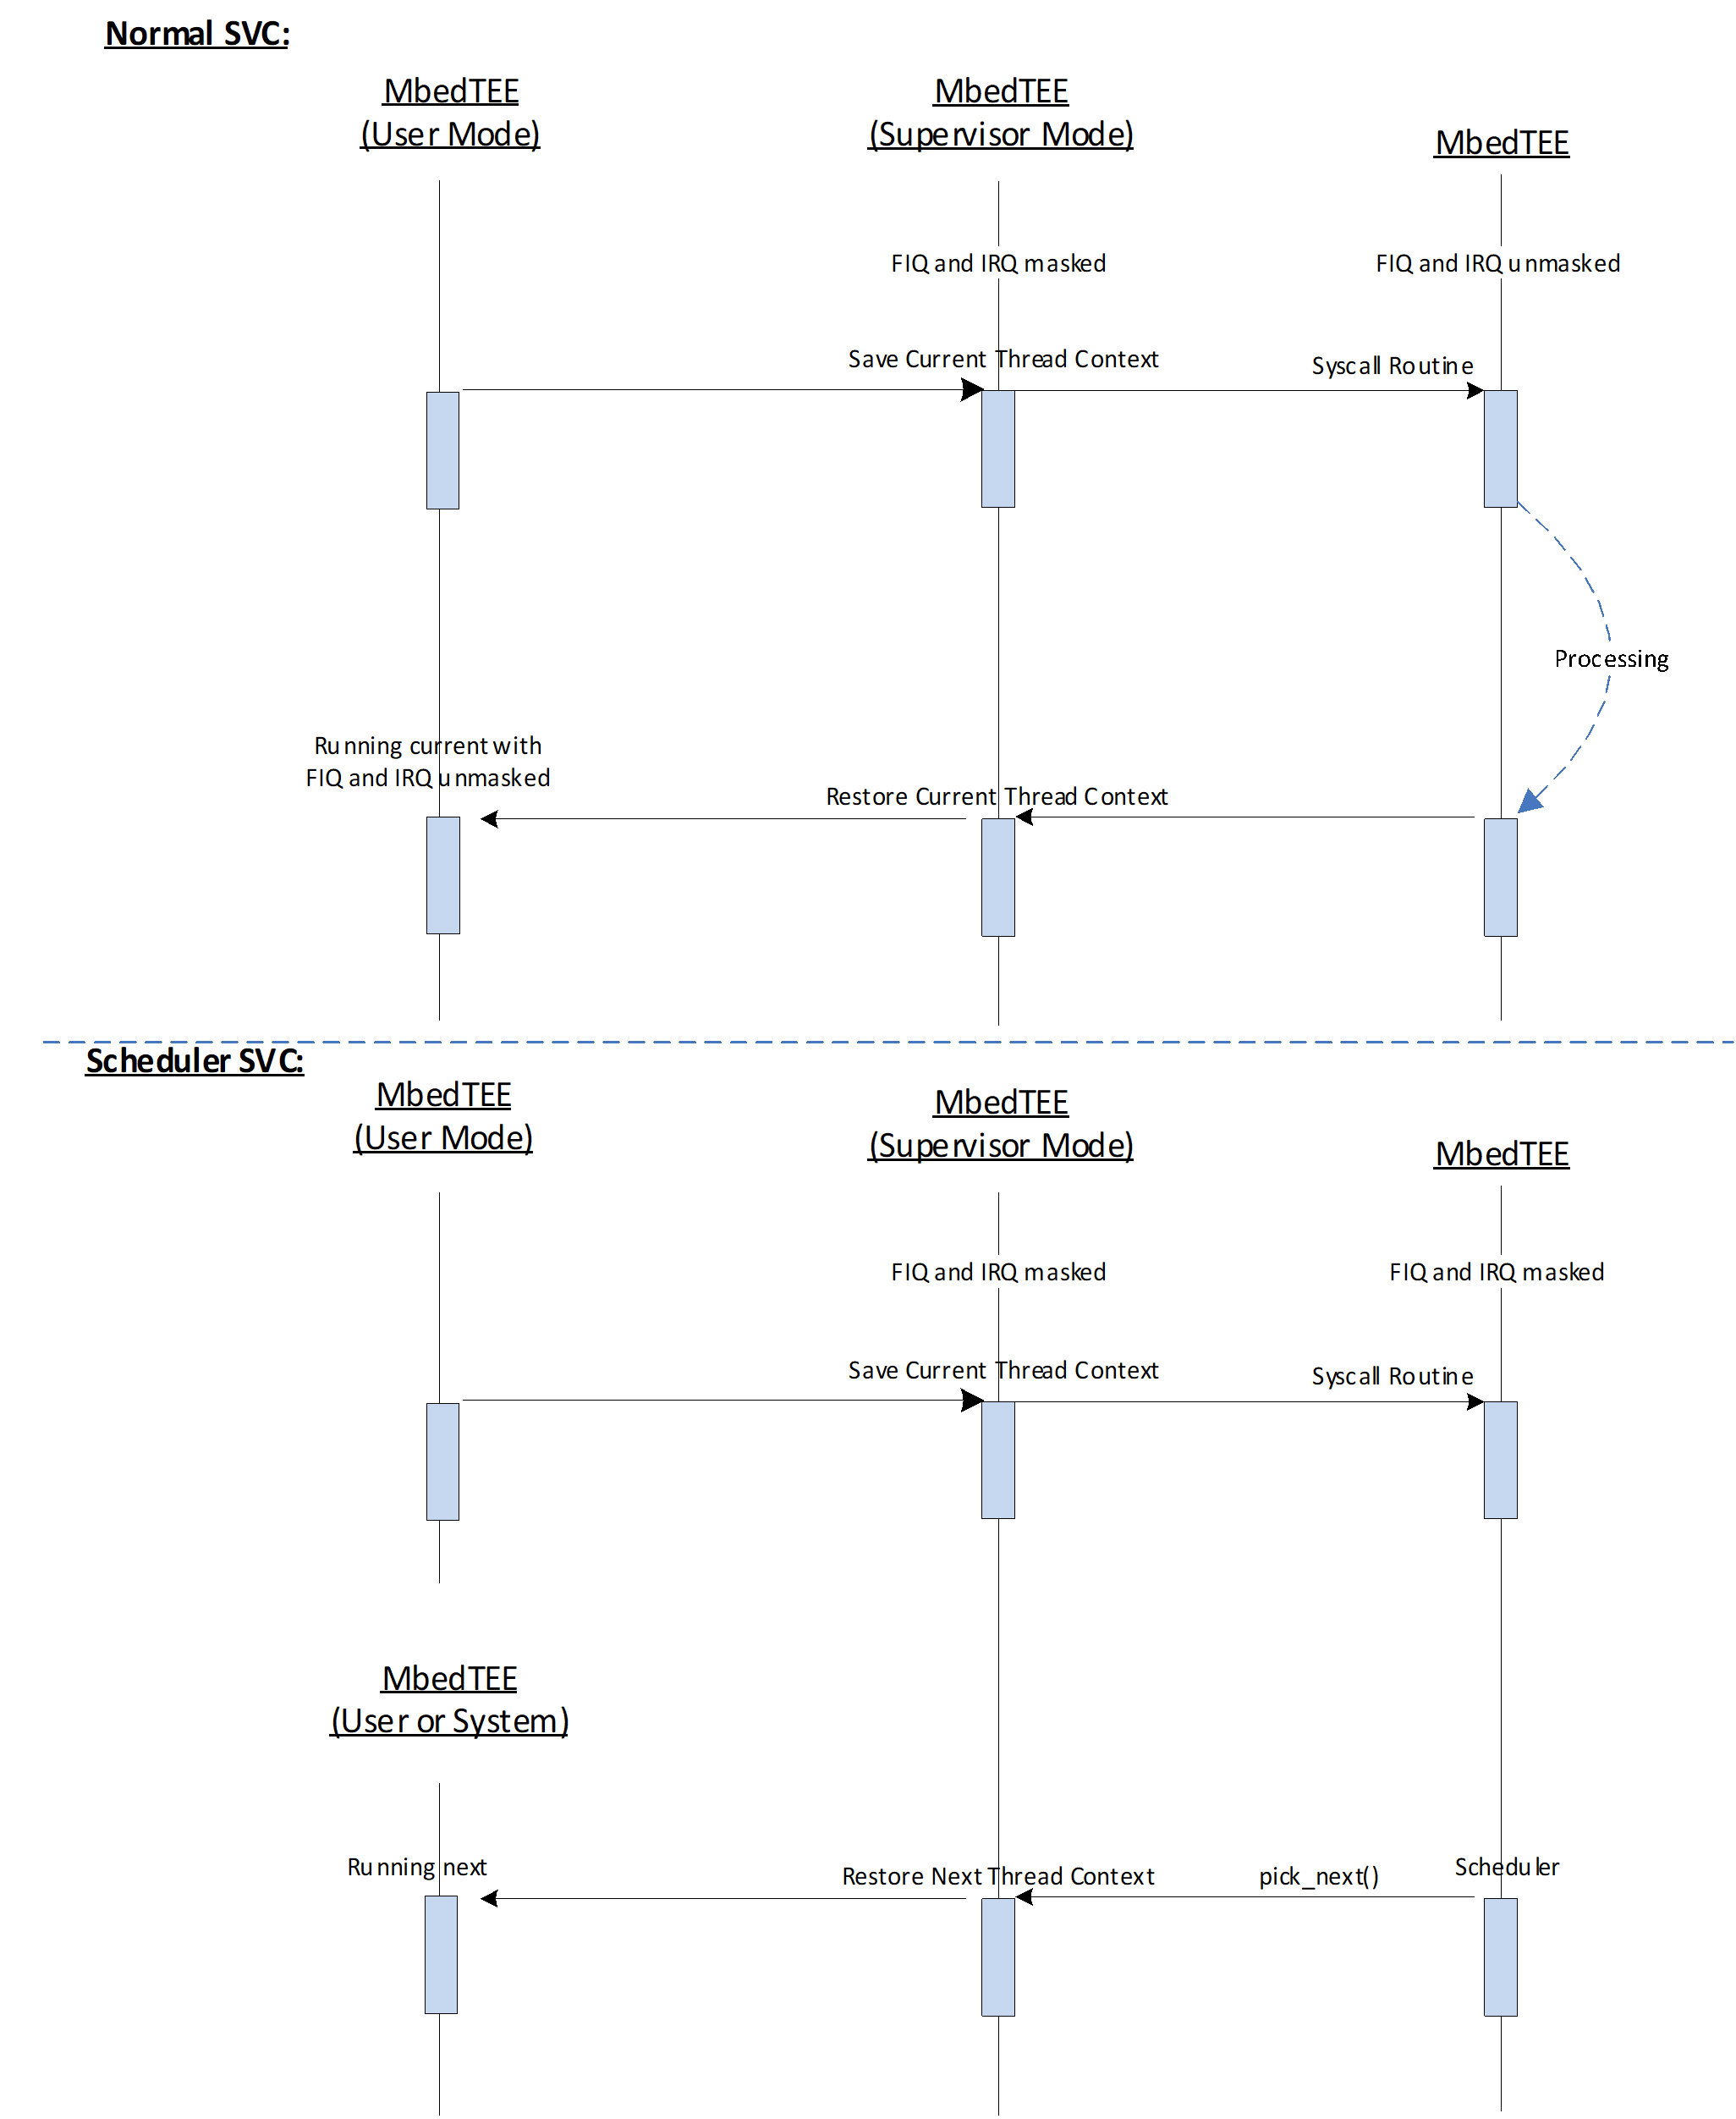 Normal SVC:
MbedTEE
(User Mode)
MbedTEE
(Supervisor Mode)
MbedTEE
FIQ and IRQ masked
FIQ and IRQ unmasked
Save Current Thread Context
Syscall Routine
Processing
Running current with
FIQ and IRQ unmasked
Restore Current Thread Context
Scheduler SVC:
MbedTEE
(User Mode)
MbedTEE
(Supervisor Mode)
MbedTEE
FIQ and IRQ masked
FIQ and IRQ masked
Save Current Thread Context
Syscall Routine
MbedTEE
(User or System)
Running next
Restore Next Thread Context
pick_next()
Scheduler